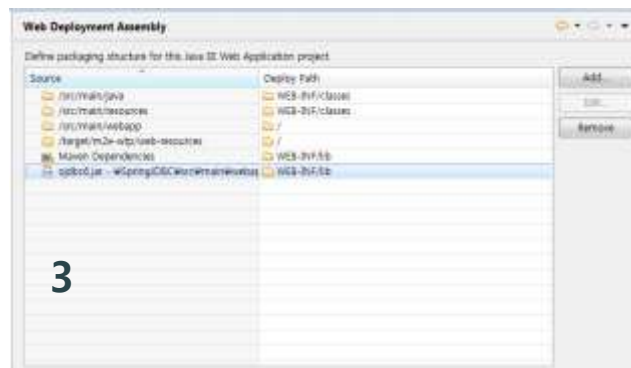 Web Deployment Assembly
Define packaging structure for this Java EE Web Application project.
Source Deploy Path
/src/main/java WEB-INF/classes
/src/main/resources WEB-INF/classes
/src/main/webapp /
/target/m2e-wtp/web-resources /
Maven Dependencies WEB-INF/lib
ojdbc6.jar - WEB-INF/lib
Add...
Edit...
Remove
3